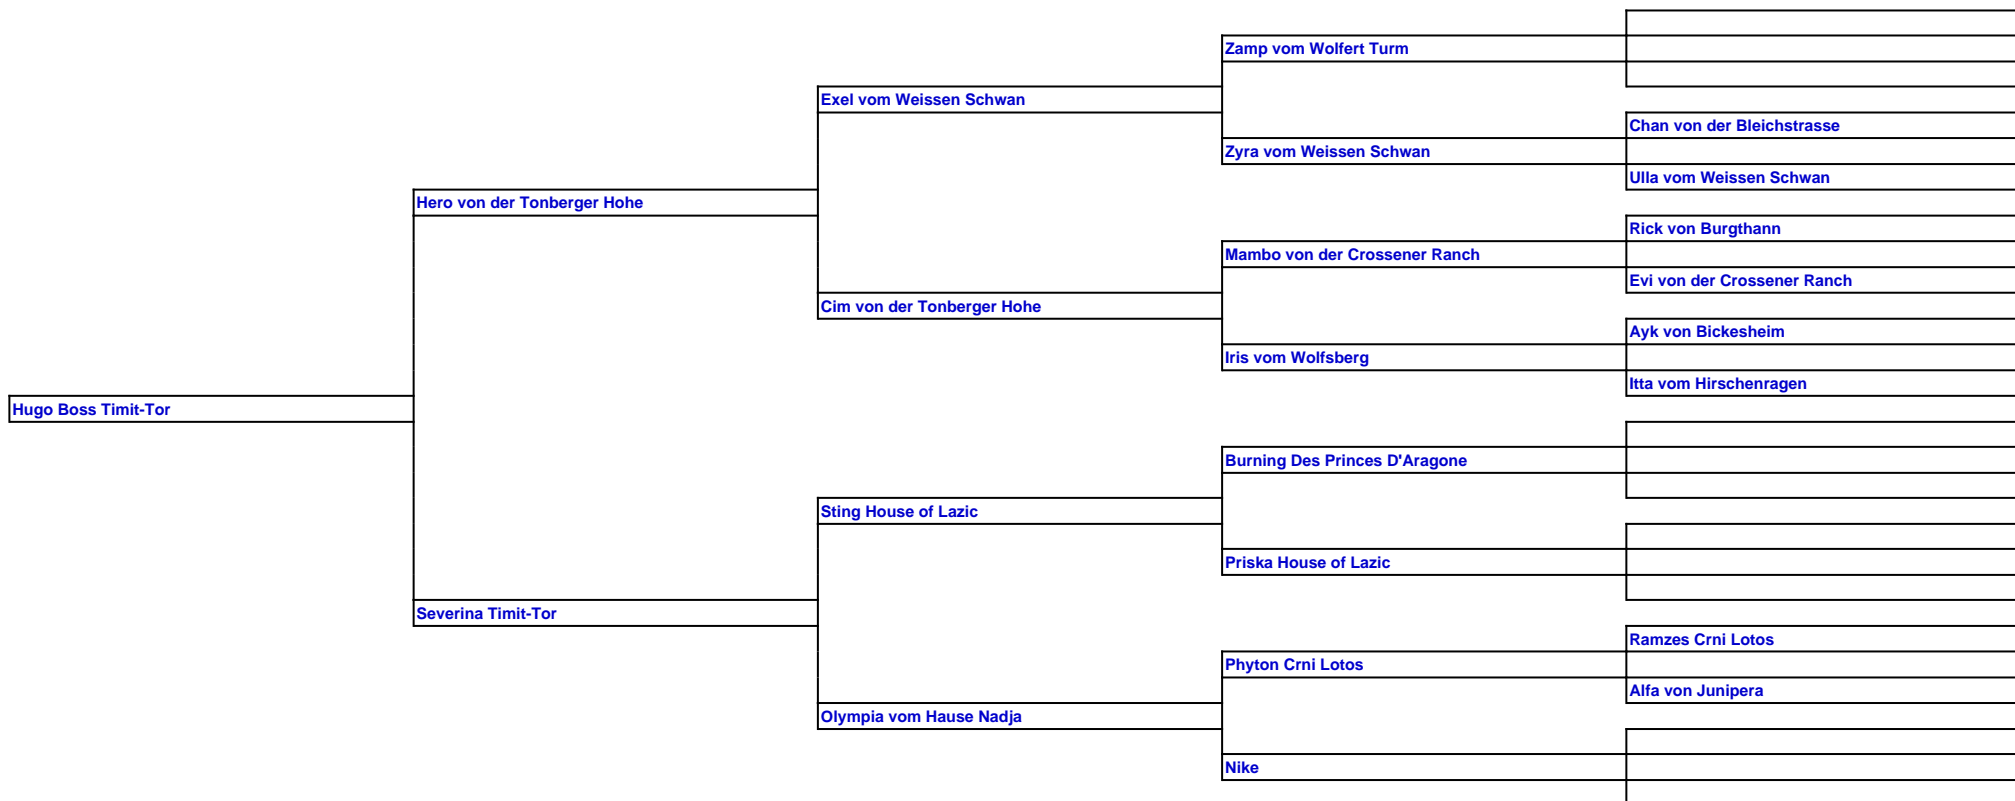 Zamp vom Wolfert Turm
Exel vom Weissen Schwan
Chan von der Bleichstrasse
Zyra vom Weissen Schwan
Ulla vom Weissen Schwan
Hero von der Tonberger Hohe
Rick von Burgthann
Mambo von der Crossener Ranch
Evi von der Crossener Ranch
Cim von der Tonberger Hohe
Ayk von Bickesheim
Iris vom Wolfsberg
Itta vom Hirschenragen
Hugo Boss Timit-Tor
Burning Des Princes D'Aragone
Sting House of Lazic
Priska House of Lazic
Severina Timit-Tor
Ramzes Crni Lotos
Phyton Crni Lotos
Alfa von Junipera
Olympia vom Hause Nadja
Nike